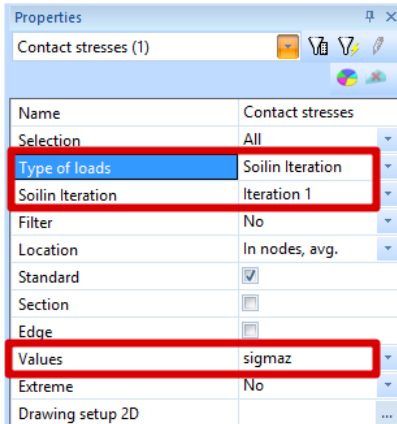 Properties
Contact stresses (1)
Name Contact stresses
Selection All
Type of loads Soilin Iteration
Soilin Iteration Iteration 1
Filter No
Location In nodes, avg.
Standard
Section
Edge
Values sigmaz
Extreme No
Drawing setup 2D ...